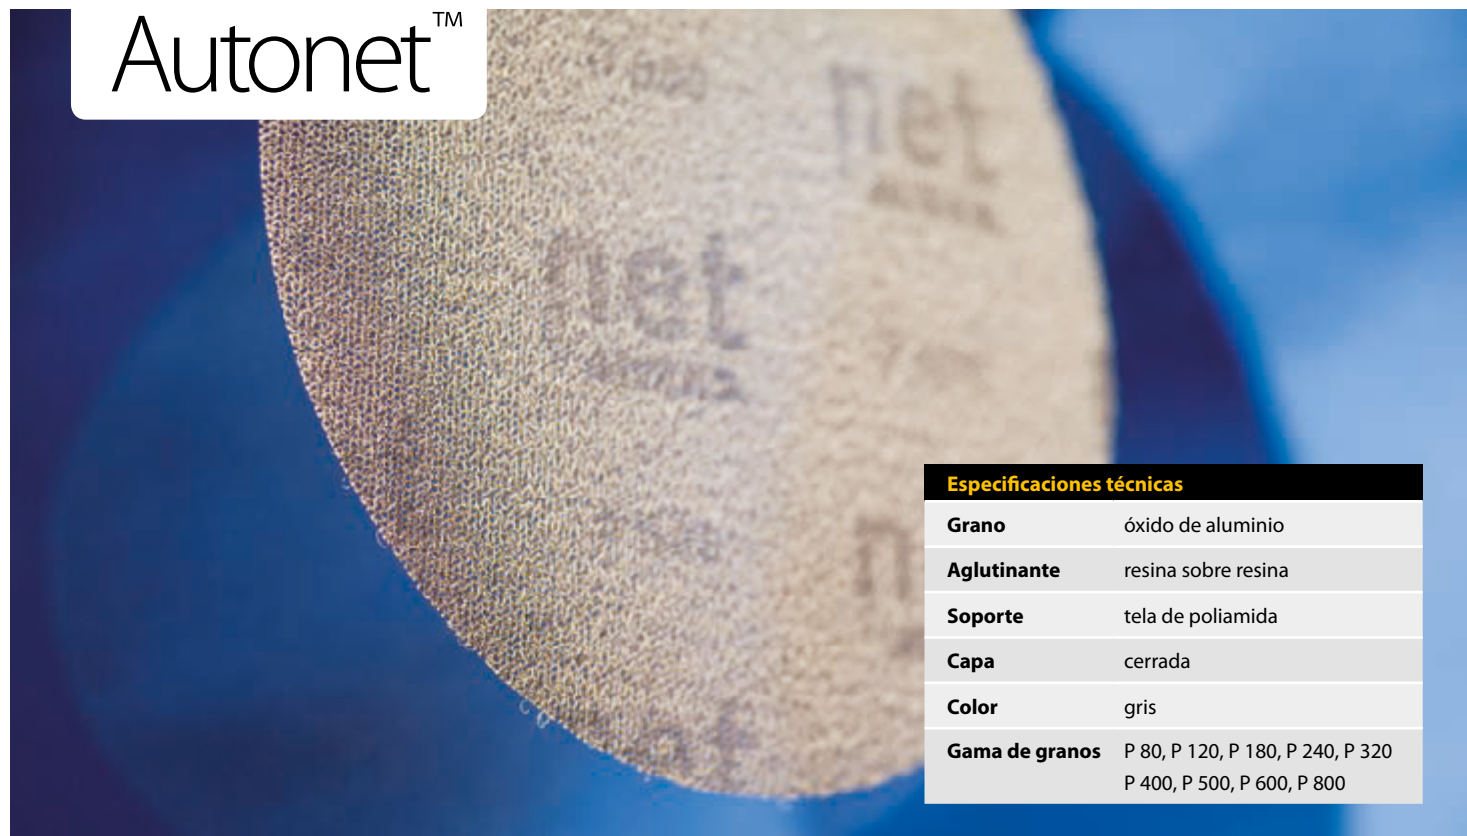 Autonet™
net
net
Especificaciones técnicas
Grano óxido de aluminio
Aglutinante resina sobre resina
Soporte tela de poliamida
Capa cerrada
Color gris
Gama de granos P 80, P 120, P 180, P 240, P 320
P 400, P 500, P 600, P 800